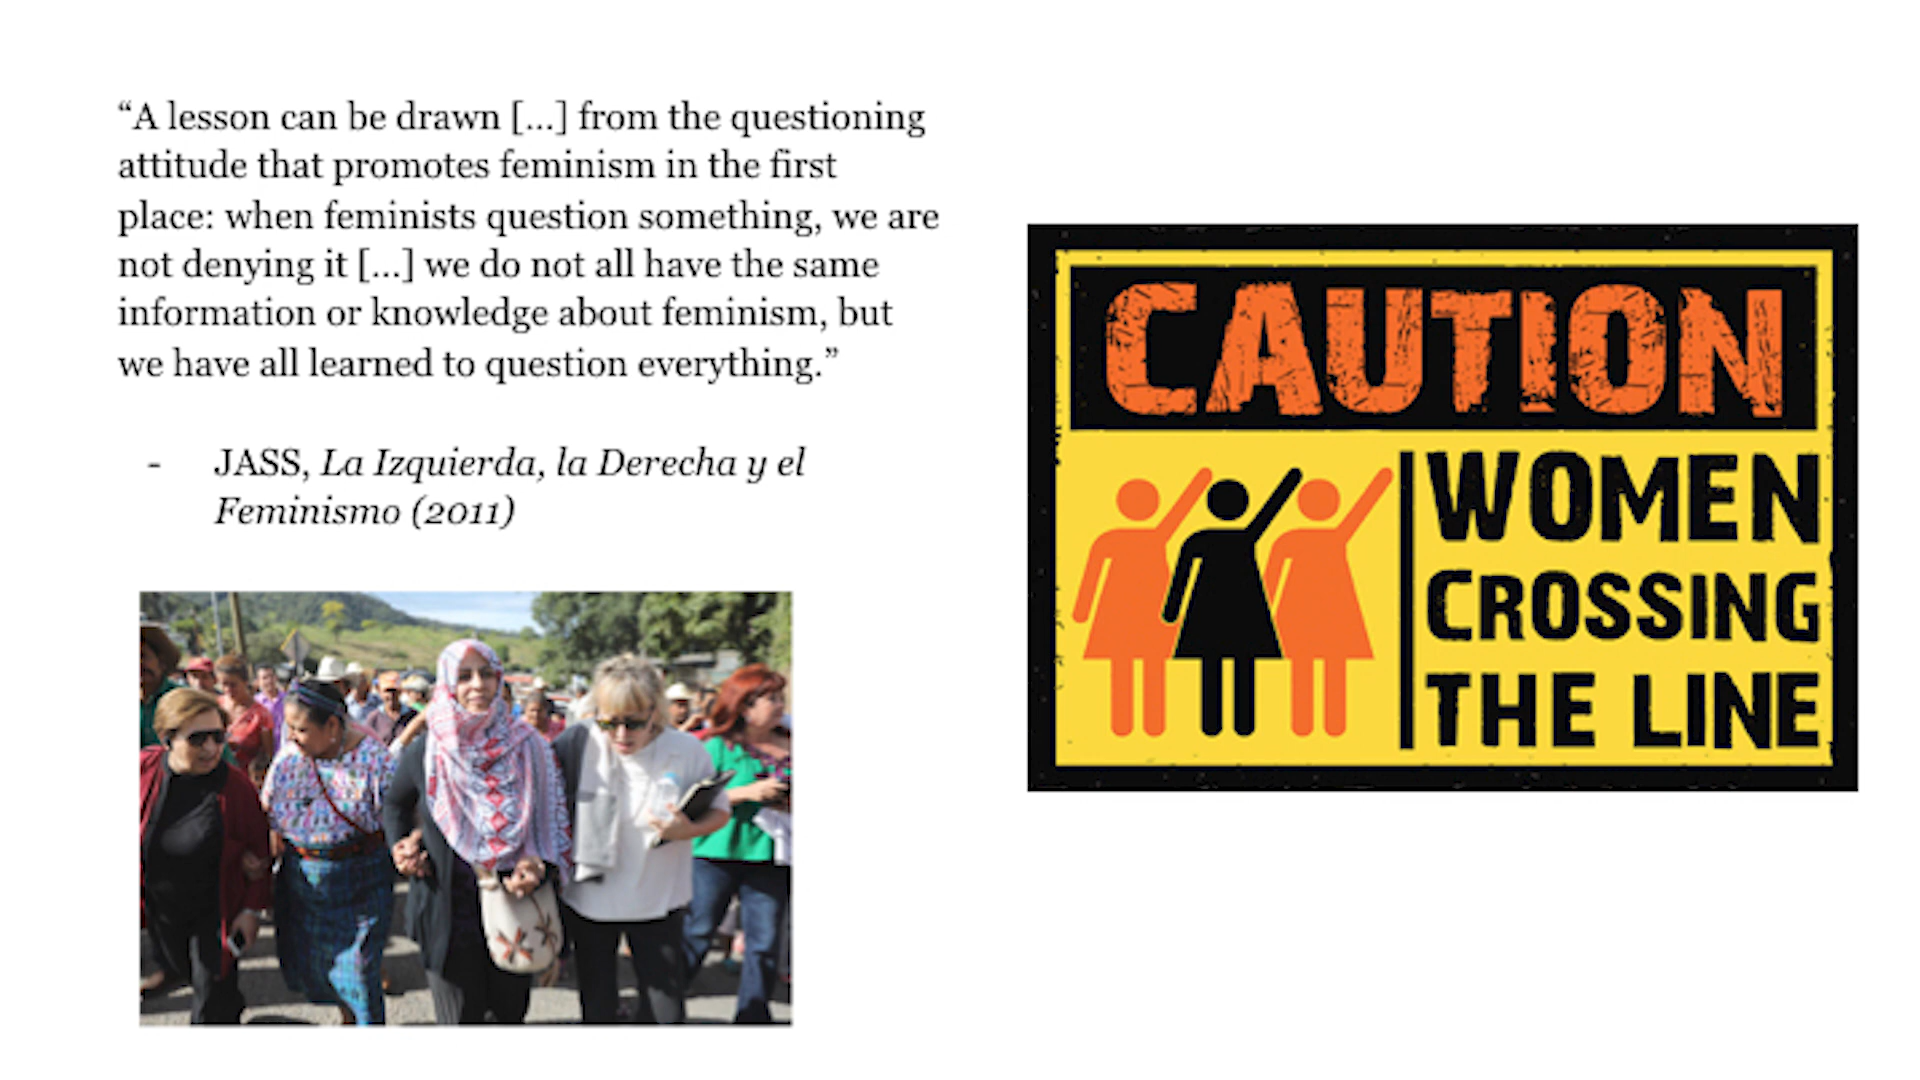 “A lesson can be drawn [...] from the questioning
attitude that promotes feminism in the first
place: when feminists question something, we are
not denying it [...] we do not all have the same
information or knowledge about feminism, but
we have all learned to question everything.”
- JASS, La Izquierda, la Derecha y el
Feminismo (2011)
CAUTION
WOMEN
CROSSING
THE LINE